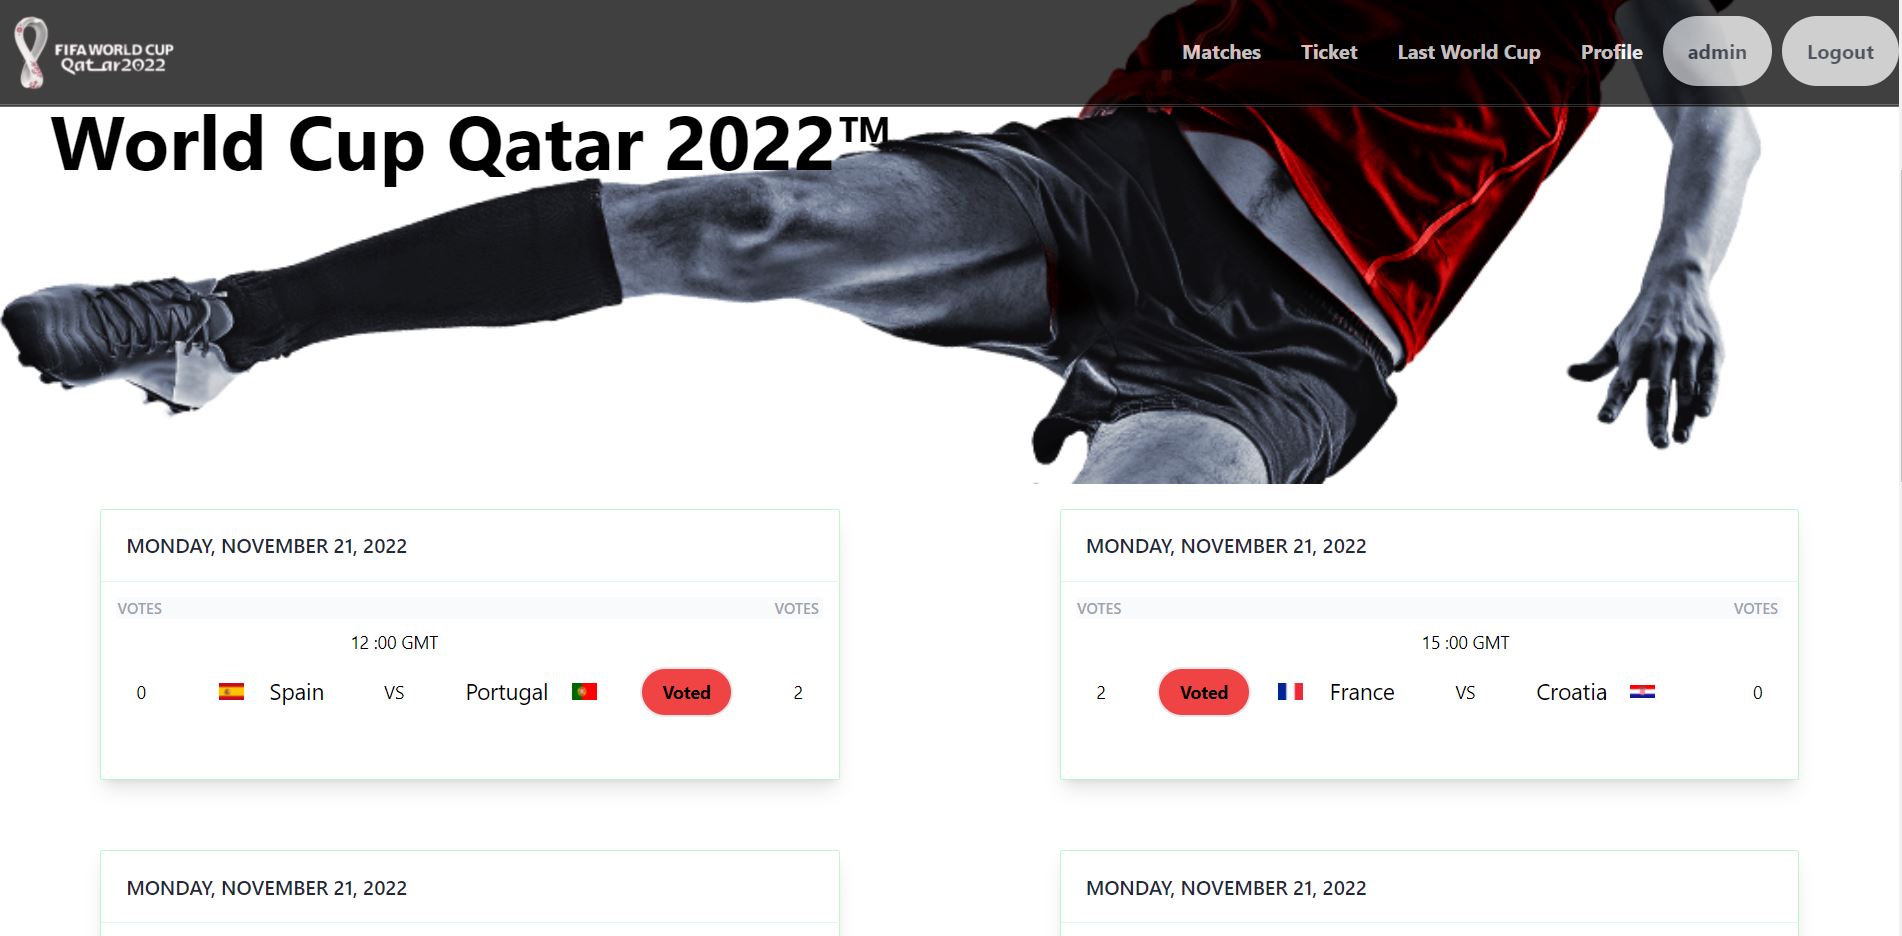 FIFA WORLD CUP
Qatar2022
Matches Ticket Last World Cup Profile admin Logout
World Cup Qatar 2022™
MONDAY, NOVEMBER 21, 2022
VOTES VOTES
12 :00 GMT
0 Spain VS Portugal Voted 2
MONDAY, NOVEMBER 21, 2022
VOTES VOTES
15 :00 GMT
2 Voted France VS Croatia 0
MONDAY, NOVEMBER 21, 2022
MONDAY, NOVEMBER 21, 2022